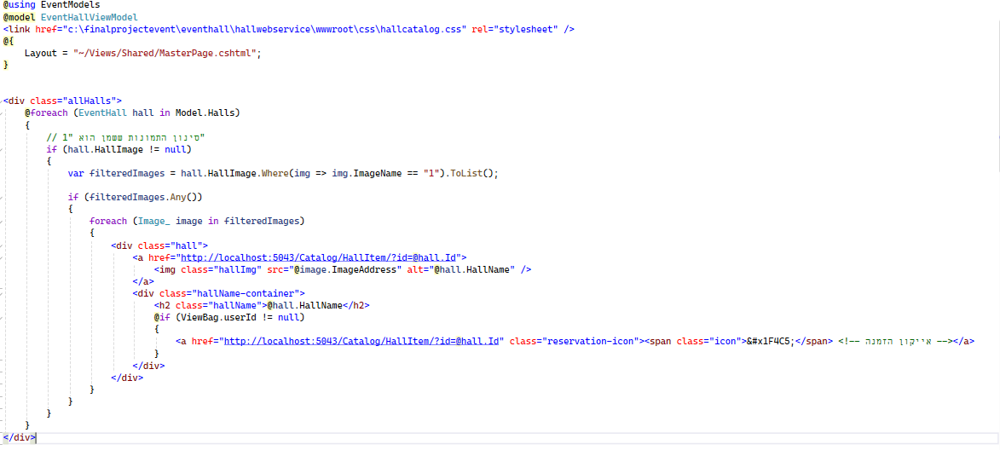 @using EventModels
@model EventHallViewModel
<link href="c:\finalprojectevent\eventhall\hallwebservice\wwwroot\css\hallcatalog.css" rel="stylesheet" />
@{
    Layout = "~/Views/Shared/MasterPage.cshtml";
}
<div class="allHalls">
    @foreach (EventHall hall in Model.Halls)
    {
        // סינון התמונות ששמן הוא "1"
        if (hall.HallImage != null)
        {
            var filteredImages = hall.HallImage.Where(img => img.ImageName == "1").ToList();
            if (filteredImages.Any())
            {
                foreach (Image_ image in filteredImages)
                {
                    <div class="hall">
                        <a href="http://localhost:5043/Catalog/HallItem/?id=@hall.Id">
                            <img class="hallImg" src="@image.ImageAddress" alt="@hall.HallName" />
                        </a>
                        <div class="hallName-container">
                            <h2 class="hallName">@hall.HallName</h2>
                            @if (ViewBag.userId != null)
                            {
                                <a href="http://localhost:5043/Catalog/HallItem/?id=@hall.Id" class="reservation-icon"><span class="icon">&#x1F4C5;</span> <!-- אייקון הזמנה --></a>
                            }
                        </div>
                    </div>
                }
            }
        }
    }
</div>